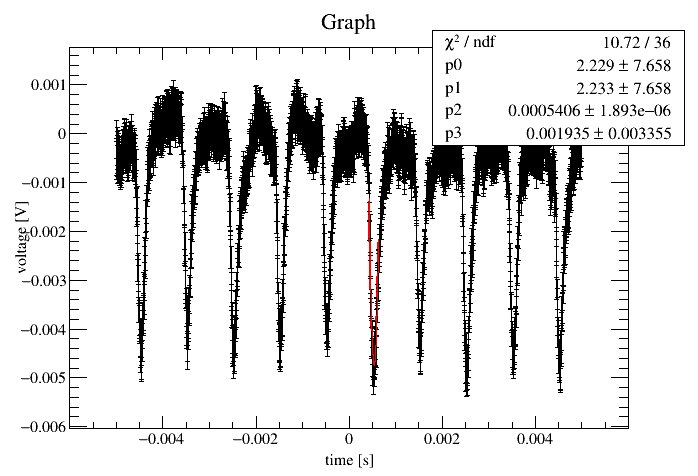 Graph
χ² / ndf 10.72 / 36
p0 2.229 ± 7.658
p1 2.233 ± 7.658
p2 0.0005406 ± 1.893e−06
p3 0.001935 ± 0.003355
0.001
0
−0.001
−0.002
−0.003
−0.004
−0.005
−0.006
voltage [V]
−0.004 −0.002 0 0.002 0.004
time [s]